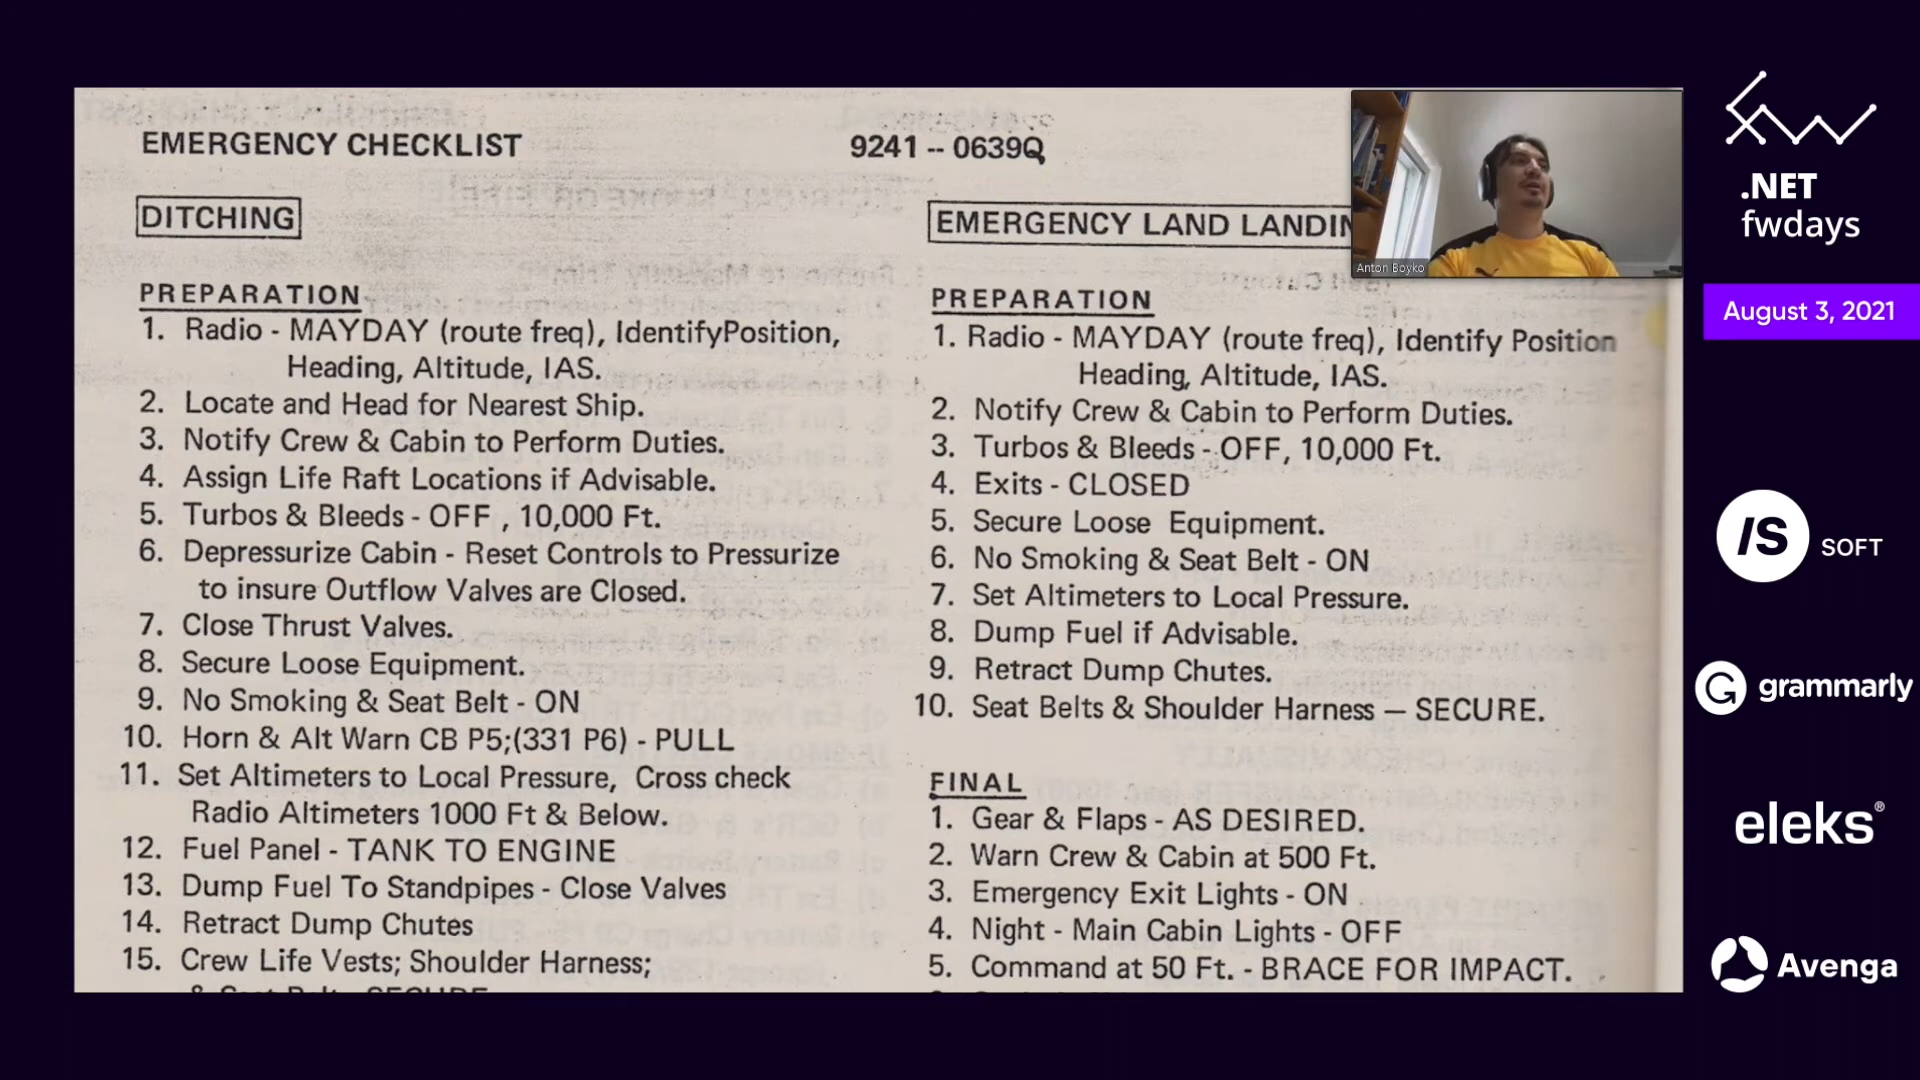 EMERGENCY CHECKLIST
9241 -- 0639Q
DITCHING
PREPARATION
1. Radio - MAYDAY (route freq), IdentifyPosition,
Heading, Altitude, IAS.
2. Locate and Head for Nearest Ship.
3. Notify Crew & Cabin to Perform Duties.
4. Assign Life Raft Locations if Advisable.
5. Turbos & Bleeds - OFF , 10,000 Ft.
6. Depressurize Cabin - Reset Controls to Pressurize
to insure Outflow Valves are Closed.
7. Close Thrust Valves.
8. Secure Loose Equipment.
9. No Smoking & Seat Belt - ON
10. Horn & Alt Warn CB P5;(331 P6) - PULL
11. Set Altimeters to Local Pressure, Cross check
Radio Altimeters 1000 Ft & Below.
12. Fuel Panel - TANK TO ENGINE
13. Dump Fuel To Standpipes - Close Valves
14. Retract Dump Chutes
15. Crew Life Vests; Shoulder Harness;
& Seat Belt - SECURE
EMERGENCY LAND LANDIN
PREPARATION
1. Radio - MAYDAY (route freq), Identify Position
Heading, Altitude, IAS.
2. Notify Crew & Cabin to Perform Duties.
3. Turbos & Bleeds - OFF, 10,000 Ft.
4. Exits - CLOSED
5. Secure Loose Equipment.
6. No Smoking & Seat Belt - ON
7. Set Altimeters to Local Pressure.
8. Dump Fuel if Advisable.
9. Retract Dump Chutes.
10. Seat Belts & Shoulder Harness — SECURE.
FINAL
1. Gear & Flaps - AS DESIRED.
2. Warn Crew & Cabin at 500 Ft.
3. Emergency Exit Lights - ON
4. Night - Main Cabin Lights - OFF
5. Command at 50 Ft. - BRACE FOR IMPACT.
Anton Boyko
.NET
fwdays
August 3, 2021
IS SOFT
grammarly
eleks®
Avenga